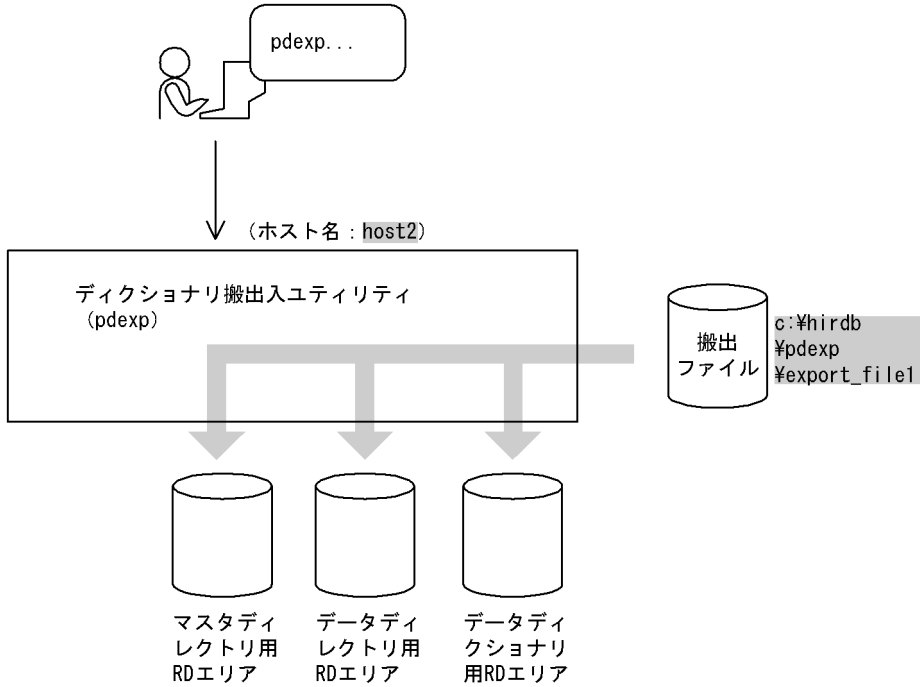 pdexp...
（ホスト名：host2）
ディクショナリ搬出入ユティリティ
（pdexp）
搬出
ファイル
c:¥hirdb
¥pdexp
¥export_file1
マスタディ
レクトリ用
RDエリア
データディ
レクトリ用
RDエリア
データディ
クショナリ
用RDエリア